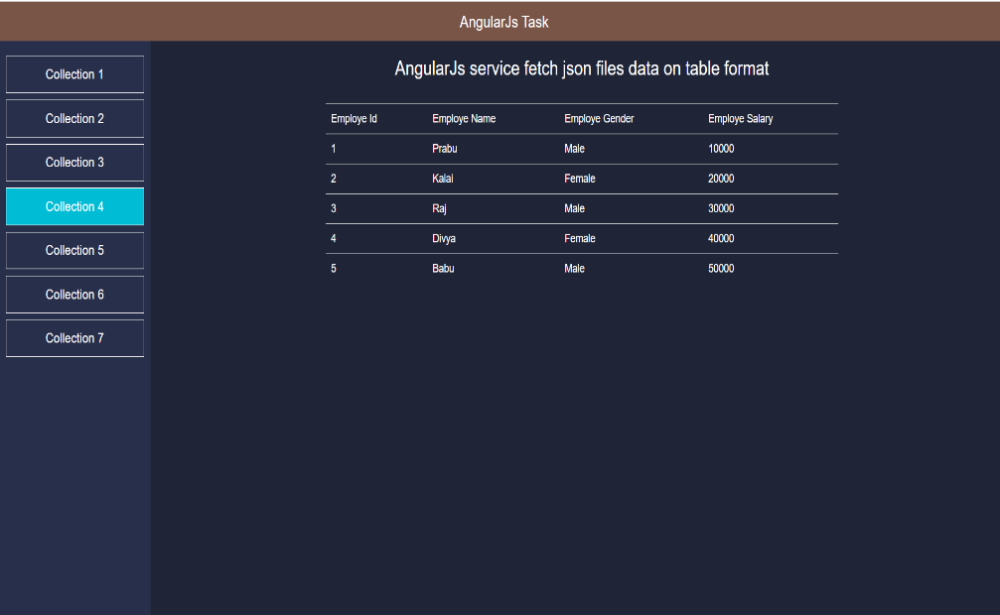 AngularJs Task
Collection 1
Collection 2
Collection 3
Collection 4
Collection 5
Collection 6
Collection 7
AngularJs service fetch json files data on table format
Employe Id Employe Name Employe Gender Employe Salary
1 Prabu Male 10000
2 Kalai Female 20000
3 Raj Male 30000
4 Divya Female 40000
5 Babu Male 50000